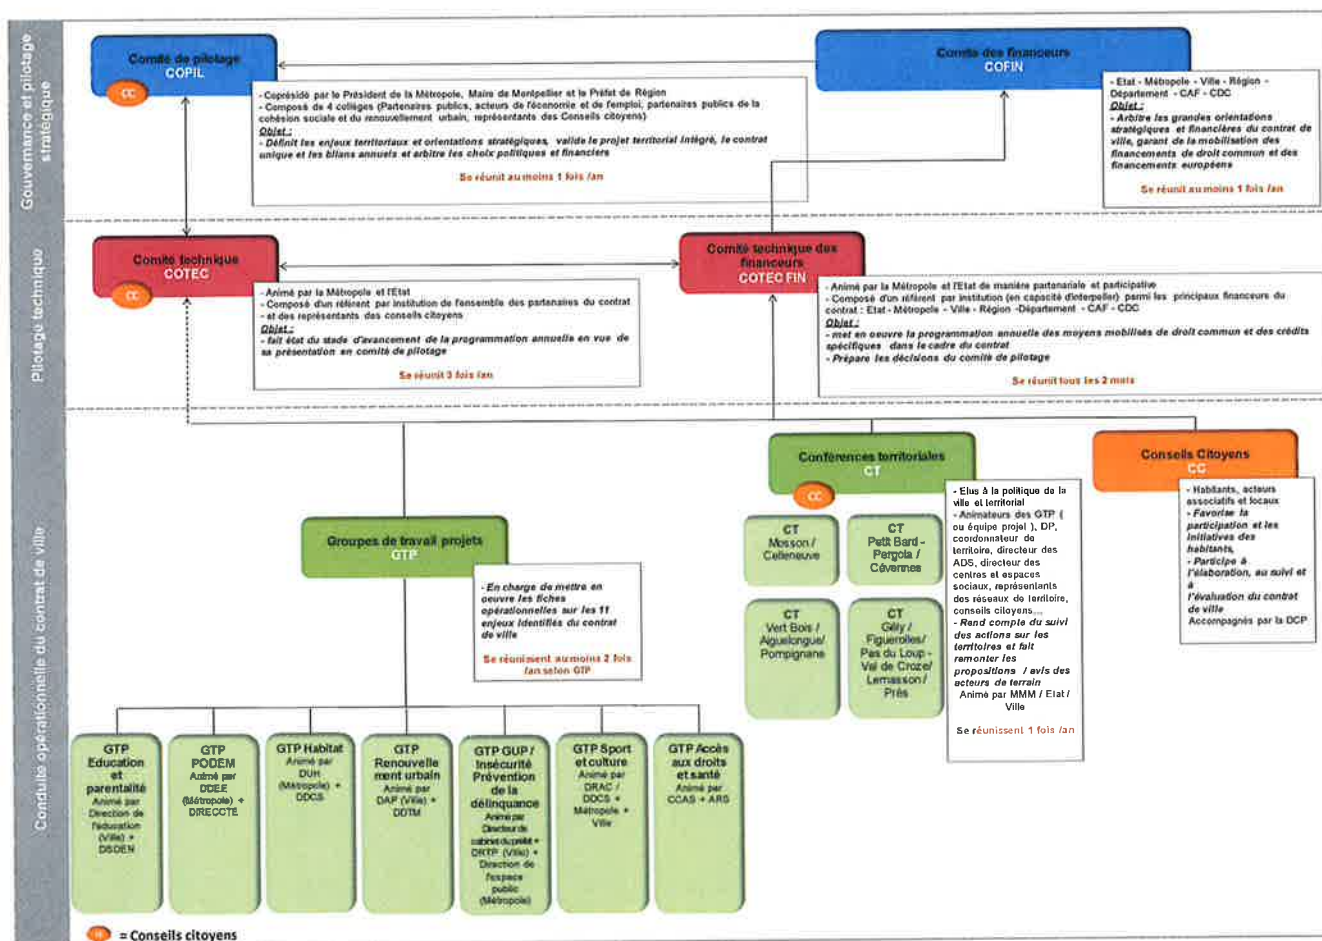 Gouvernance et pilotage
stratégique
Comité de pilotage
COPIL
CC
- Coprésidé par le Président de la Métropole, Maire de Montpellier et le Préfet de Région
- Composé de 4 collèges (Partenaires publics, acteurs de l'économie et de l'emploi, partenaires publics de la
cohésion sociale et du renouvellement urbain, représentants des Conseils citoyens)
Objet :
- Définit les enjeux territoriaux et orientations stratégiques, valide le projet territorial intégré, le contrat
unique et les bilans annuels et arbitre les choix politiques et financiers
Se réunit au moins 1 fois /an
Comité des financeurs
COFIN
- Etat - Métropole - Ville - Région -
Département - CAF - CDC
Objet :
- Arbitre les grandes orientations
stratégiques et financières du contrat de
ville, garant de la mobilisation des
financements de droit commun et des
financements européens
Se réunit au moins 1 fois /an
Pilotage technique
Comité technique
COTEC
CC
- Animé par la Métropole et l'Etat
- Composé d'un référent par institution de l'ensemble des partenaires du contrat
- et des représentants des conseils citoyens
Objet :
- fait état du stade d'avancement de la programmation annuelle en vue de
sa présentation en comité de pilotage
Se réunit 3 fois /an
Comité technique des
financeurs
COTEC FIN
- Animé par la Métropole et l'Etat de manière partenariale et participative
- Composé d'un référent par institution (en capacité d'interpeller) parmi les principaux financeurs du
contrat : Etat - Métropole - Ville - Région -Département - CAF - CDC
Objet :
- met en oeuvre la programmation annuelle des moyens mobilisés de droit commun et des crédits
spécifiques dans le cadre du contrat
- Prépare les décisions du comité de pilotage
Se réunit tous les 2 mois
Conduite opérationnelle du contrat de ville
Groupes de travail projets
GTP
- En charge de mettre en
oeuvre les fiches
opérationnelles sur les 11
enjeux identifiés du contrat
de ville
Se réunissent au moins 2 fois
/an selon GTP
Conférences territoriales
CT
CC
CT
Mosson /
Celleneuve
CT
Petit Bard -
Pergola /
Cévennes
CT
Vert Bois /
Aiguelongue/
Pompignane
CT
Gély /
Figuerolles/
Pas du Loup -
Val de Croze/
Lemasson /
Prés
- Elus à la politique de la
ville et territorial
- Animateurs des GTP (
ou équipe projet ), DP,
coordonnateur de
territoire, directeur des
ADS, directeur des
centres et espaces
sociaux, représentants
des réseaux de territoire,
conseils citoyens...
- Rend compte du suivi
des actions sur les
territoires et fait
remonter les
propositions / avis des
acteurs de terrain
Animé par MMM / Etat /
Ville
Se réunissent 1 fois /an
Conseils Citoyens
CC
- Habitants, acteurs
associatifs et locaux
- Favorise la
participation et les
initiatives des
habitants,
- Participe à
l'élaboration, au suivi et
à
l'évaluation du contrat
de ville
Accompagnés par la DCP
GTP
Education
et
parentalité
Animé par
Direction de
l'éducation
(Ville) +
DSDEN
GTP
PODEM
Animé par
DDEE
(Métropole) +
DIRECCTE
GTP Habitat
Animé par
DUH
(Métropole) +
DDCS
GTP
Renouvelle
ment urbain
Animé par
DAP (Ville) +
DDTM
GTP GUP /
Insécurité
Prévention
de la
délinquance
Animé par
Directeur de
cabinet du préfet +
DRTP (Ville) +
Direction de
l'espace
public
(Métropole)
GTP Sport
et culture
Animé par
DRAC /
DDCS +
Métropole +
Ville
GTP Accès
aux droits
et santé
Animé par
CCAS + ARS
= Conseils citoyens